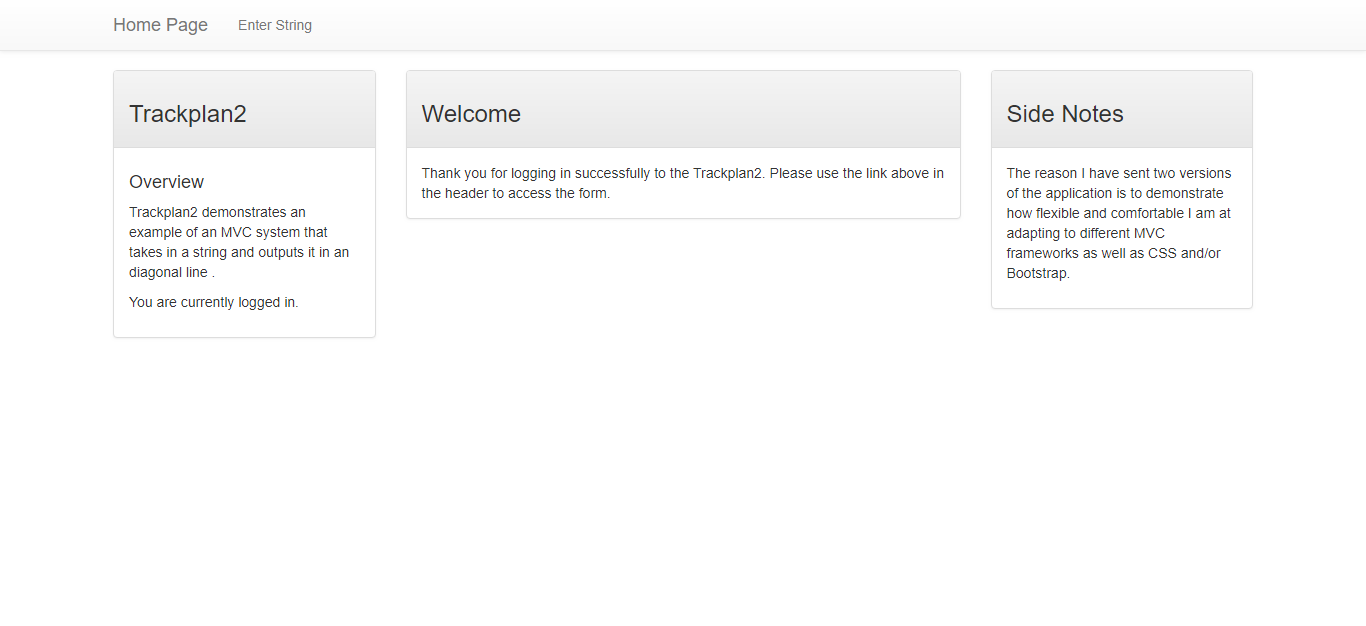 Home Page
Enter String
Trackplan2
Overview
Trackplan2 demonstrates an
example of an MVC system that
takes in a string and outputs it in an
diagonal line .
You are currently logged in.
Welcome
Thank you for logging in successfully to the Trackplan2. Please use the link above in
the header to access the form.
Side Notes
The reason I have sent two versions
of the application is to demonstrate
how flexible and comfortable I am at
adapting to different MVC
frameworks as well as CSS and/or
Bootstrap.